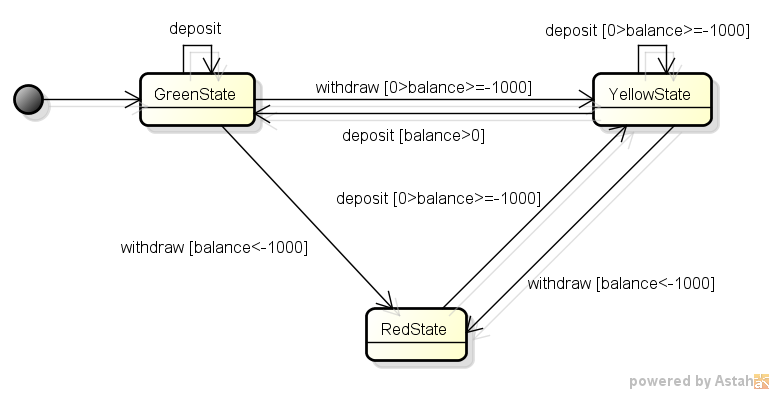 deposit
deposit [0>balance>=-1000]
GreenState
withdraw [0>balance>=-1000]
YellowState
deposit [balance>0]
deposit [0>balance>=-1000]
withdraw [balance<-1000]
withdraw [balance<-1000]
RedState
powered by Astah